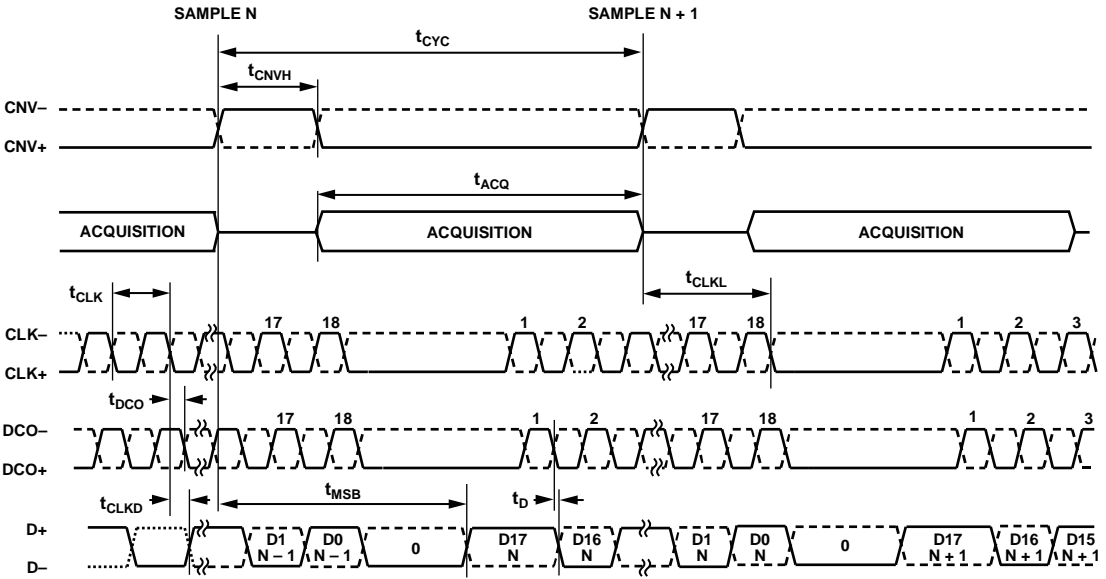 SAMPLE N SAMPLE N + 1
tCYC
tCNVH
CNV–
CNV+
tACQ
ACQUISITION ACQUISITION ACQUISITION
tCLK tCLKL
17 18 1 2 17 18 1 2 3
CLK–
CLK+
tDCO
17 18 1 2 17 18 1 2 3
DCO–
DCO+
tCLKD tMSB tD
D+
D–
D1 D0 0 D17 D16 D1 D0 0 D17 D16 D15
N – 1 N – 1 N N N N N + 1 N + 1 N + 1